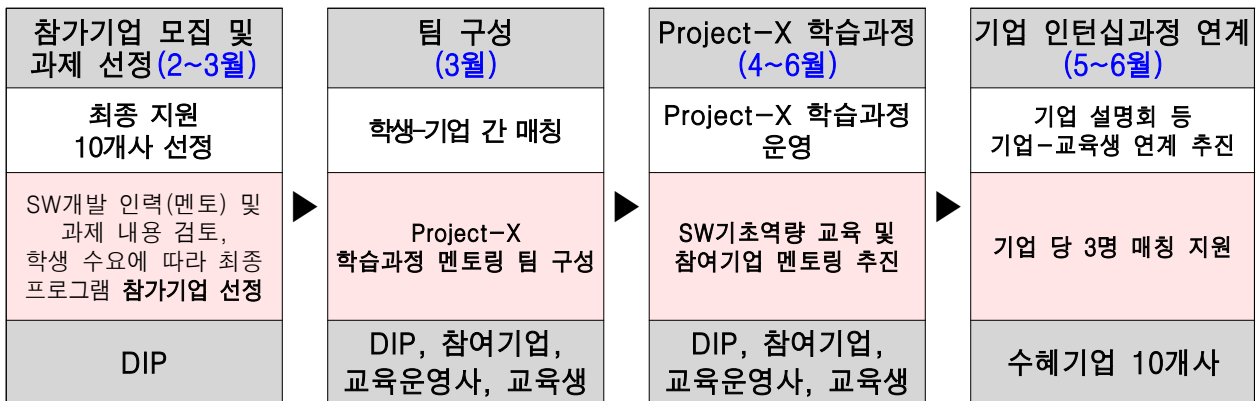 참가기업 모집 및
과제 선정(2~3월)
최종 지원
10개사 선정
SW개발 인력(멘토) 및
과제 내용 검토,
학생 수요에 따라 최종
프로그램 참가기업 선정
DIP
▶
팀 구성
(3월)
학생-기업 간 매칭
Project-X
학습과정 멘토링 팀 구성
DIP, 참여기업,
교육운영사, 교육생
▶
Project-X 학습과정
(4~6월)
Project-X 학습과정
운영
SW기초역량 교육 및
참여기업 멘토링 추진
DIP, 참여기업,
교육운영사, 교육생
▶
기업 인턴십과정 연계
(5~6월)
기업 설명회 등
기업-교육생 연계 추진
기업 당 3명 매칭 지원
수혜기업 10개사